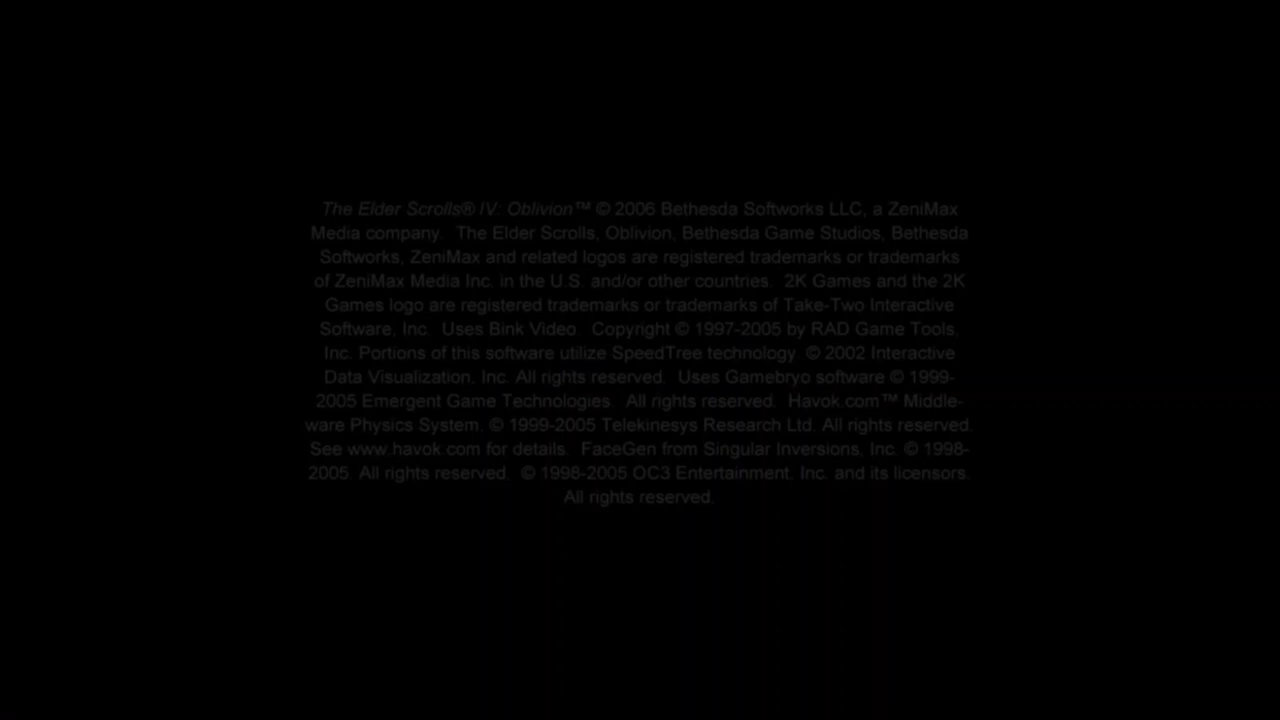 The Elder Scrolls® IV: Oblivion™ © 2006 Bethesda Softworks LLC, a ZeniMax
Media company.  The Elder Scrolls, Oblivion, Bethesda Game Studios, Bethesda
Softworks, ZeniMax and related logos are registered trademarks or trademarks
of ZeniMax Media Inc. in the U.S. and/or other countries.  2K Games and the 2K
Games logo are registered trademarks or trademarks of Take-Two Interactive
Software, Inc.  Uses Bink Video.  Copyright © 1997-2005 by RAD Game Tools,
Inc. Portions of this software utilize SpeedTree technology. © 2002 Interactive
Data Visualization, Inc. All rights reserved.  Uses Gamebryo software © 1999-
2005 Emergent Game Technologies.  All rights reserved.  Havok.com™ Middle-
ware Physics System. © 1999-2005 Telekinesys Research Ltd. All rights reserved.
See www.havok.com for details.  FaceGen from Singular Inversions, Inc. © 1998-
2005. All rights reserved.  © 1998-2005 OC3 Entertainment, Inc. and its licensors.
All rights reserved.